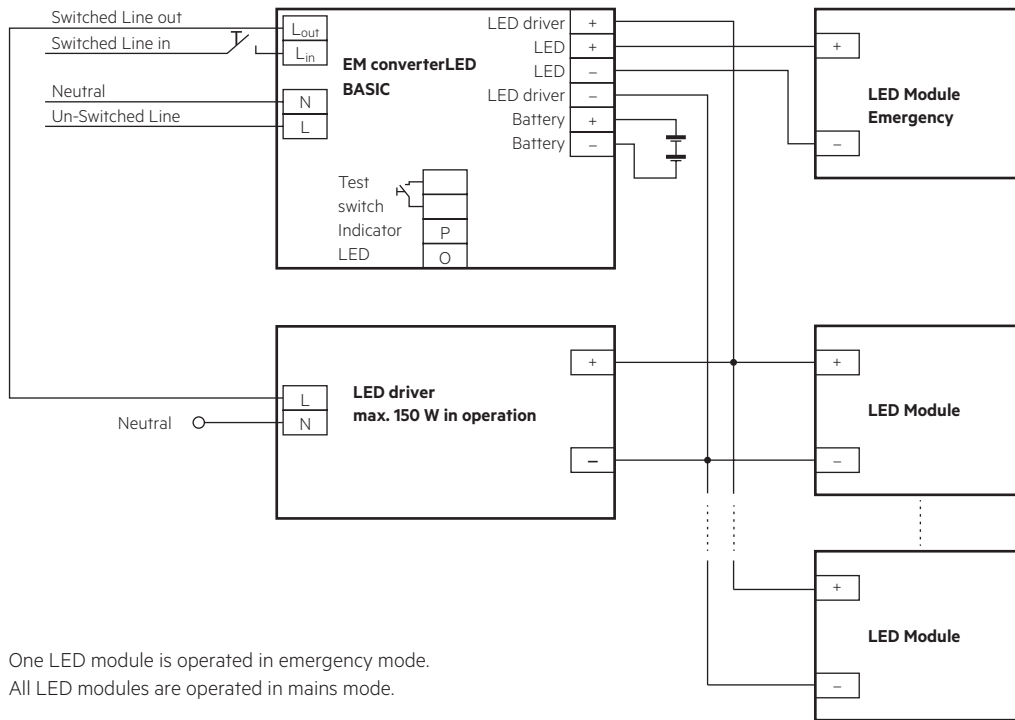 Switched Line out
Switched Line in
Neutral
Un-Switched Line
Lout
Lin
N
L
EM converterLED
BASIC
LED driver +
LED +
LED –
LED driver –
Battery +
Battery –
Test
switch
Indicator P
LED O
+
–
LED Module
Emergency
Neutral
L
N
LED driver
max. 150 W in operation
+
–
+
–
LED Module
+
–
LED Module
One LED module is operated in emergency mode.
All LED modules are operated in mains mode.